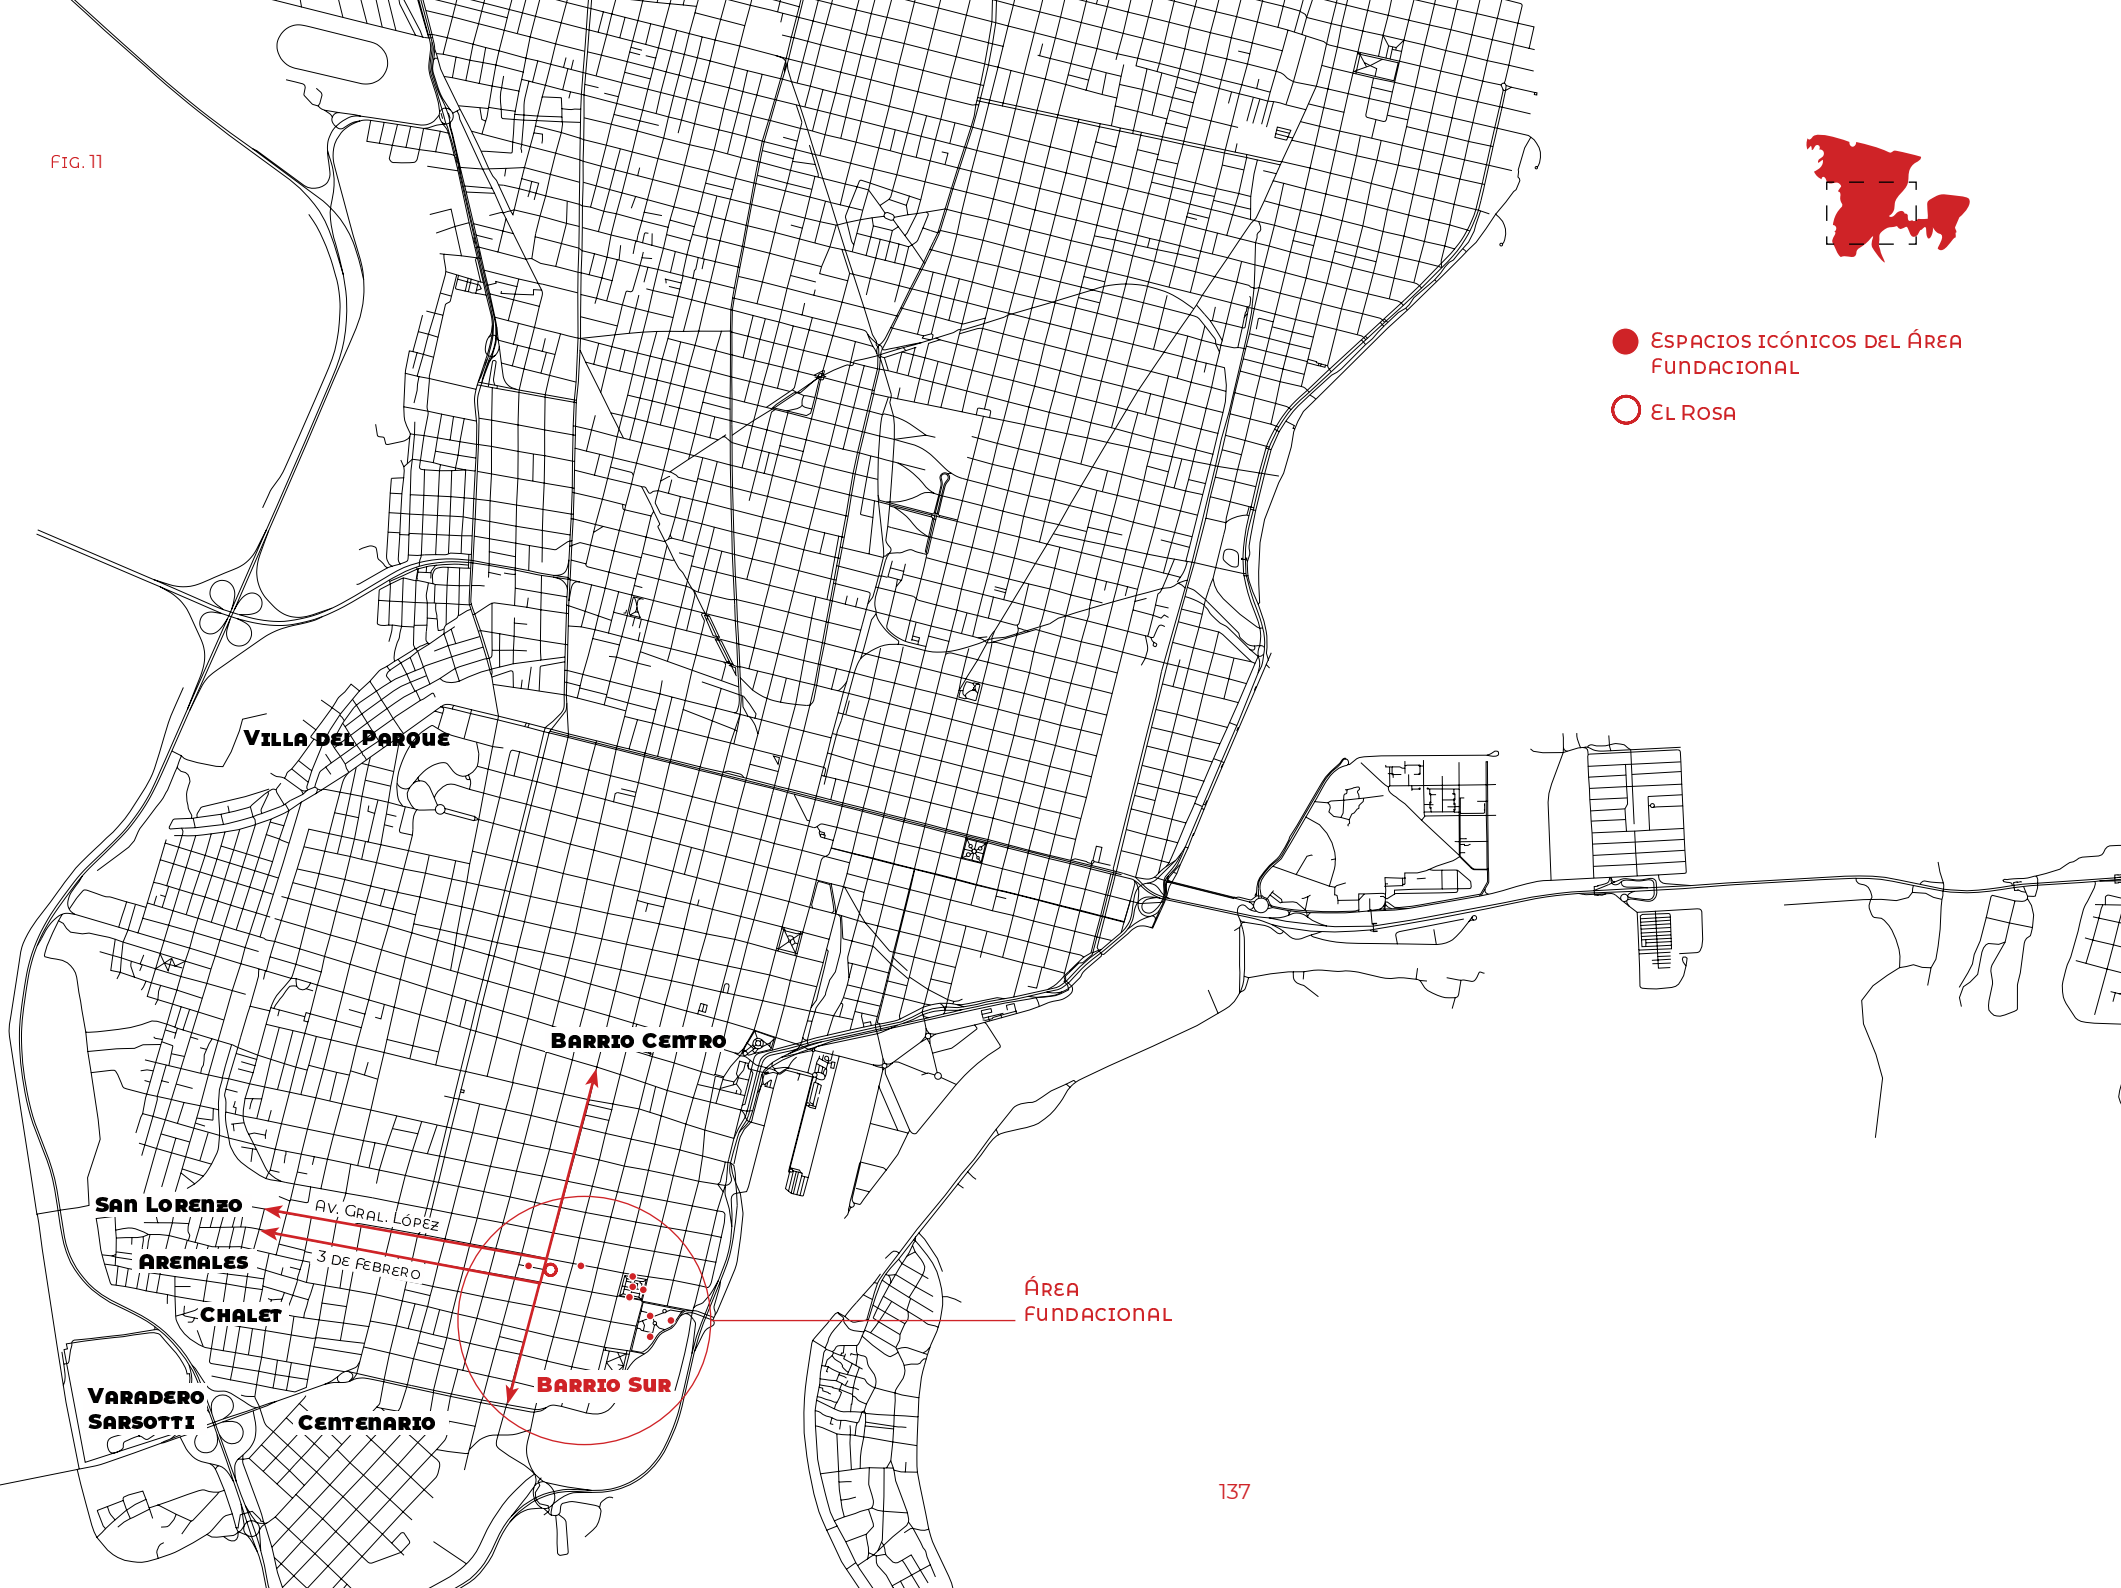 Fig. 11
Espacios icónicos del Área
Fundacional
El Rosa
Villa del Parque
Barrio Centro
San Lorenzo
Av. Gral. López
Arenales
3 de Febrero
Chalet
Área
Fundacional
Barrio Sur
Varadero
Sarsotti
Centenario
137